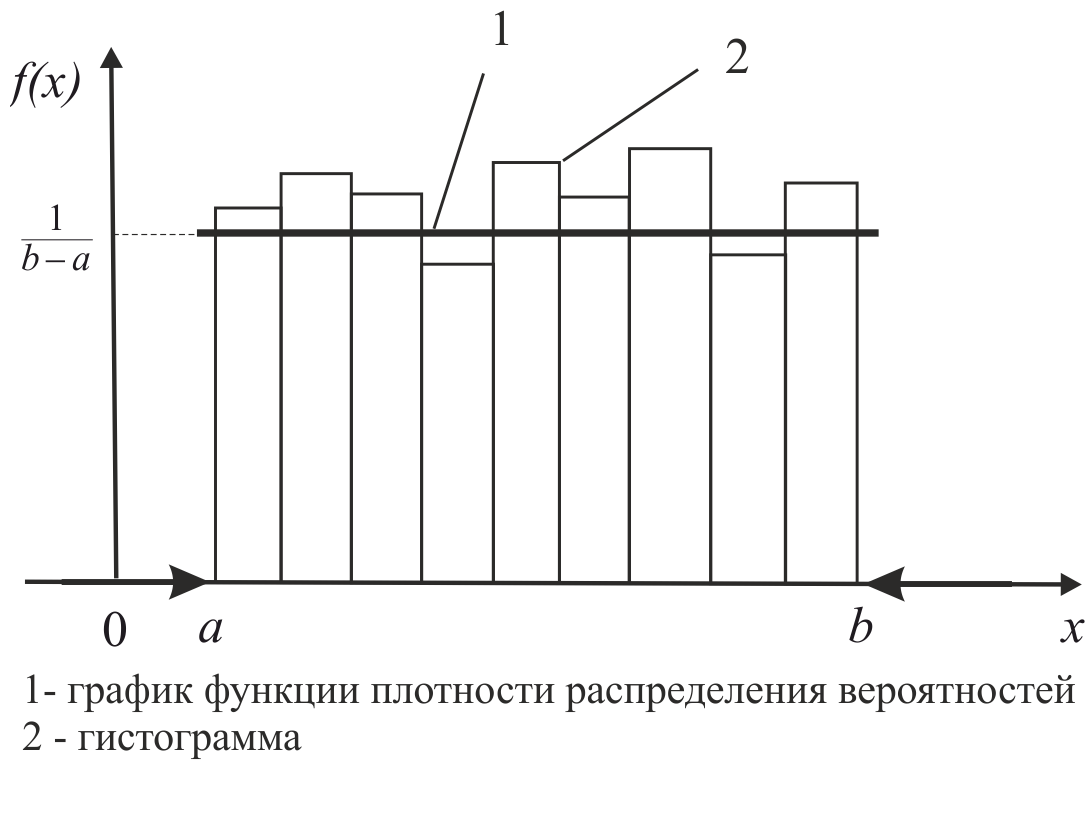 1
2
f(x)
1
b – a
0
a
b
x
1- график функции плотности распределения вероятностей
2 - гистограмма